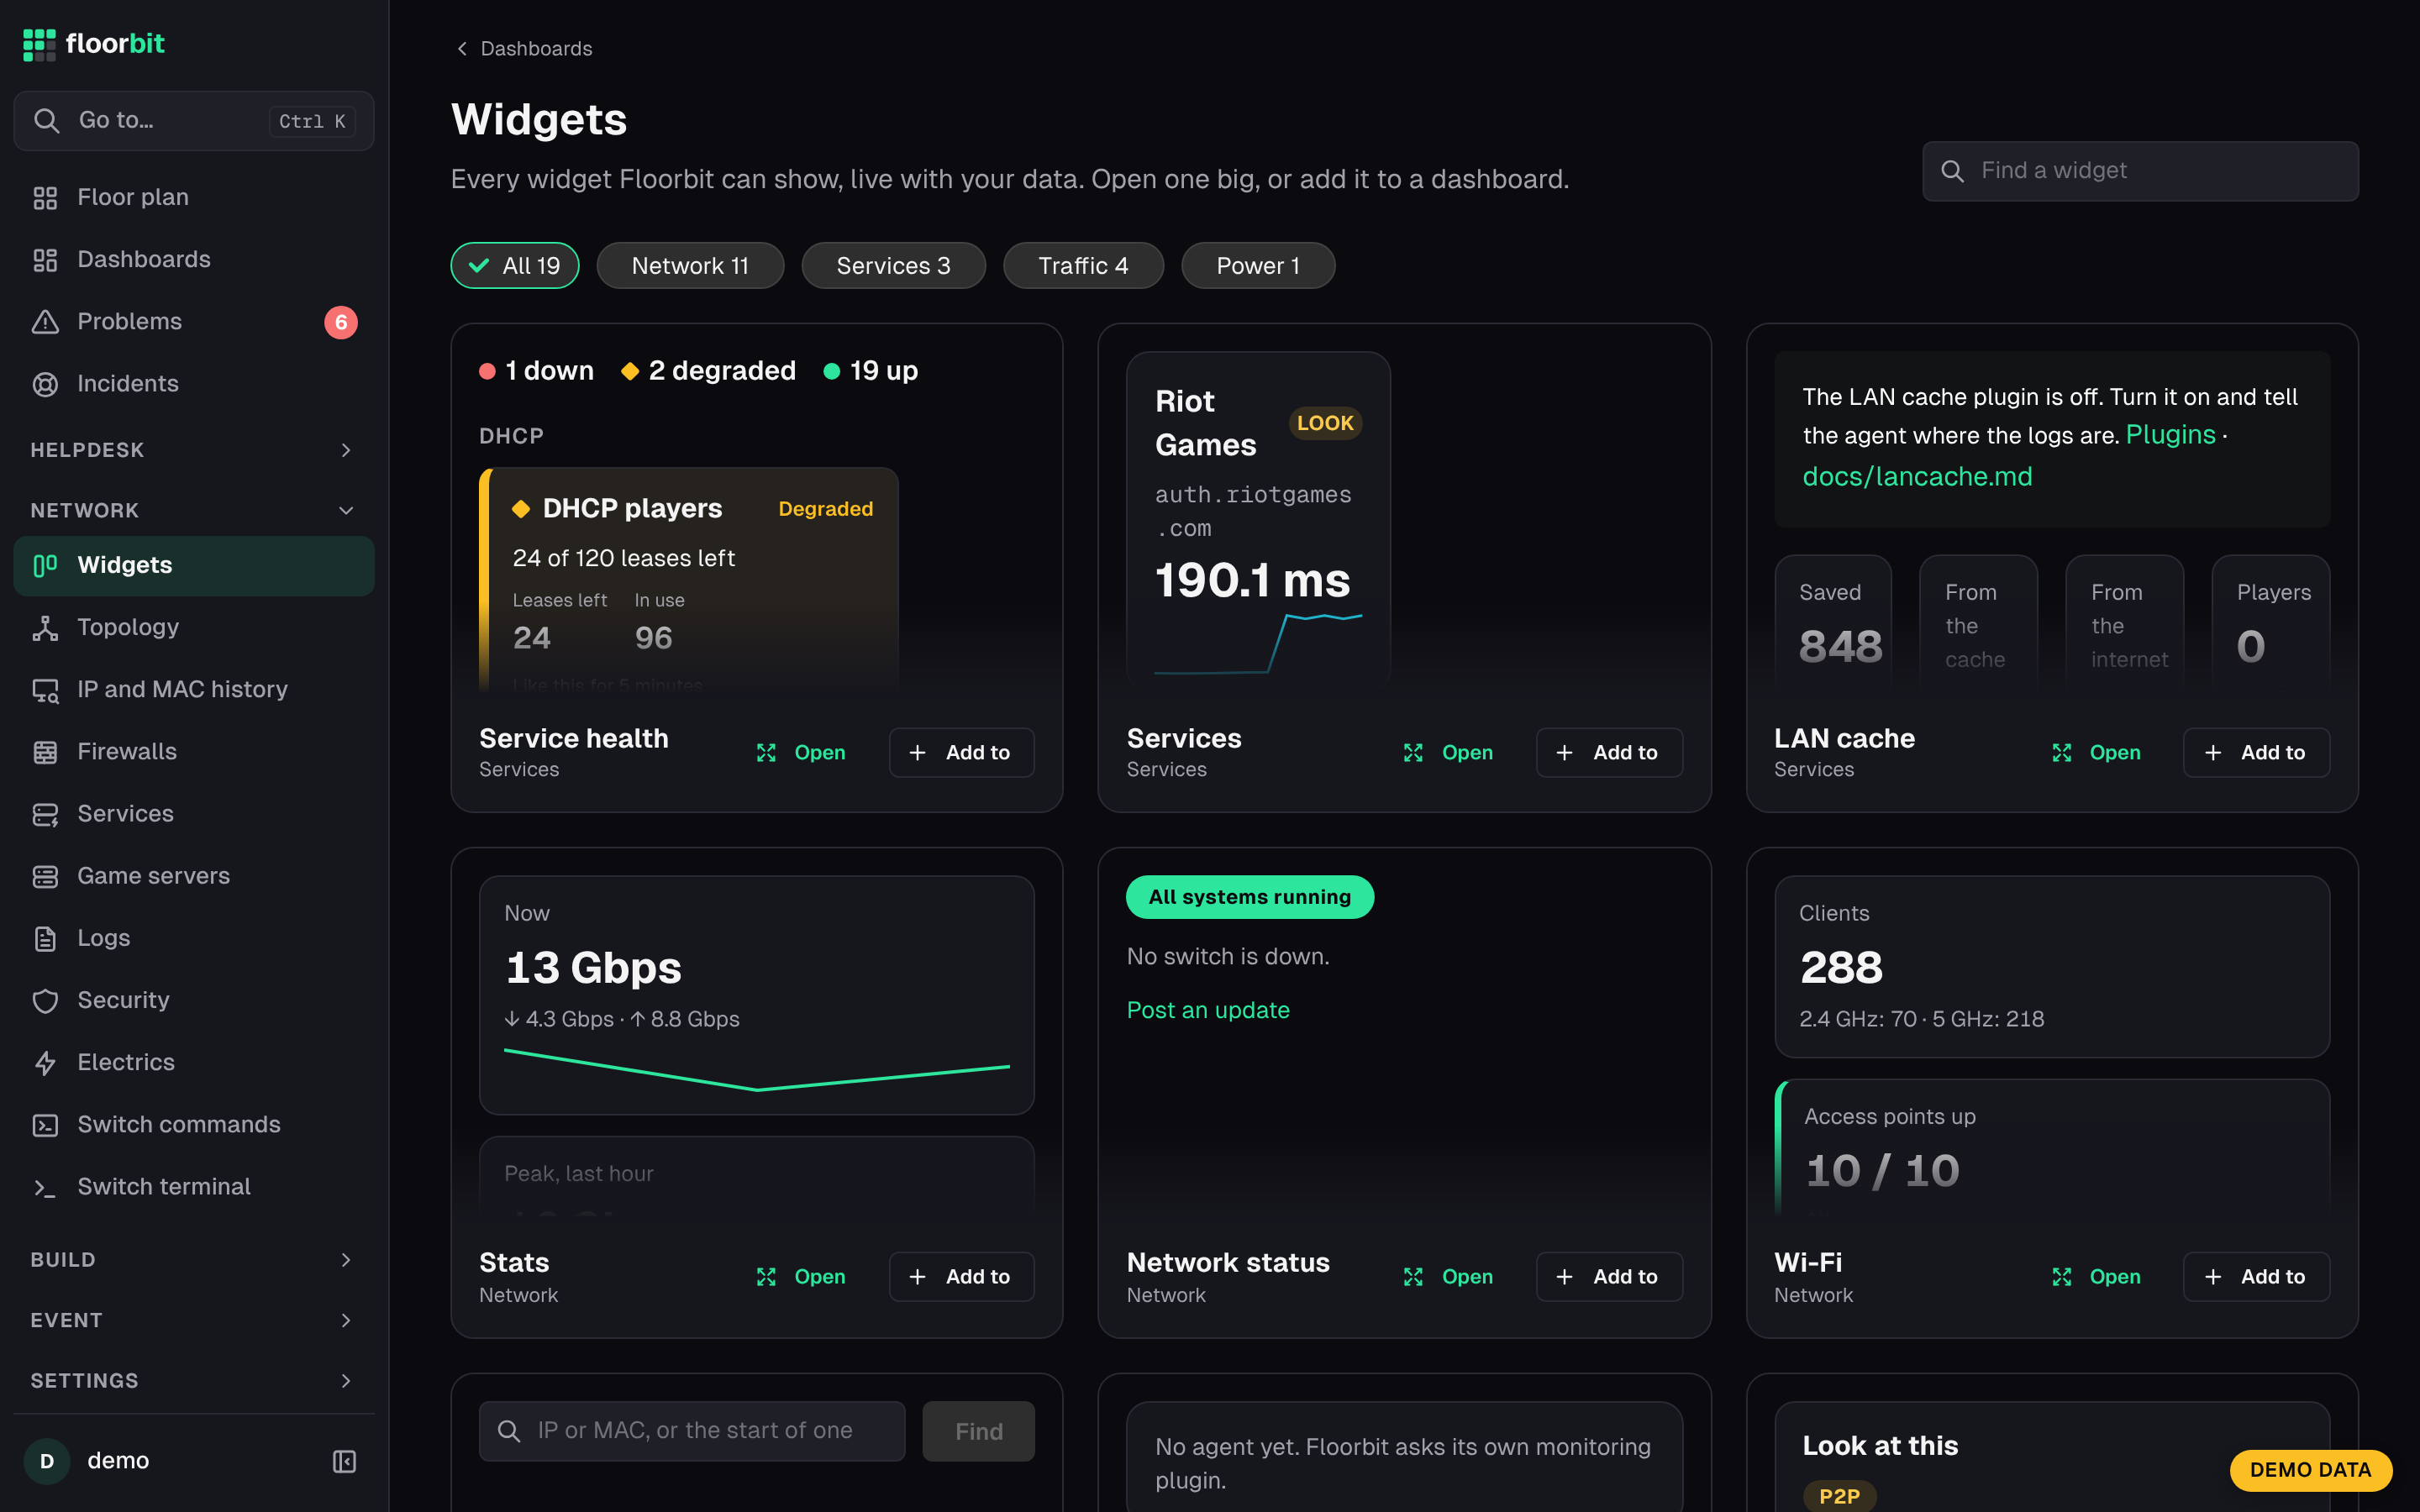 floorbit
Go to...
Ctrl K
Floor plan
Dashboards
Problems
6
Incidents
HELPDESK
NETWORK
Widgets
Topology
IP and MAC history
Firewalls
Services
Game servers
Logs
Security
Electrics
Switch commands
Switch terminal
BUILD
EVENT
SETTINGS
D
demo
Dashboards
Widgets
Every widget Floorbit can show, live with your data. Open one big, or add it to a dashboard.
Find a widget
All 19
Network 11
Services 3
Traffic 4
Power 1
1 down
2 degraded
19 up
DHCP
DHCP players
Degraded
24 of 120 leases left
Leases left
In use
24
96
Like this for 5 minutes
Service health
Services
Open
Add to
Riot
Games
LOOK
auth.riotgames
.com
190.1 ms
Services
Services
Open
Add to
The LAN cache plugin is off. Turn it on and tell
the agent where the logs are. Plugins ·
docs/lancache.md
Saved
848
From
the
cache
From
the
internet
Players
0
LAN cache
Services
Open
Add to
Now
13 Gbps
↓ 4.3 Gbps · ↑ 8.8 Gbps
Peak, last hour
Stats
Network
Open
Add to
All systems running
No switch is down.
Post an update
Network status
Network
Open
Add to
Clients
288
2.4 GHz: 70 · 5 GHz: 218
Access points up
10 / 10
Wi-Fi
Network
Open
Add to
IP or MAC, or the start of one
Find
No agent yet. Floorbit asks its own monitoring
plugin.
Look at this
P2P
DEMO DATA